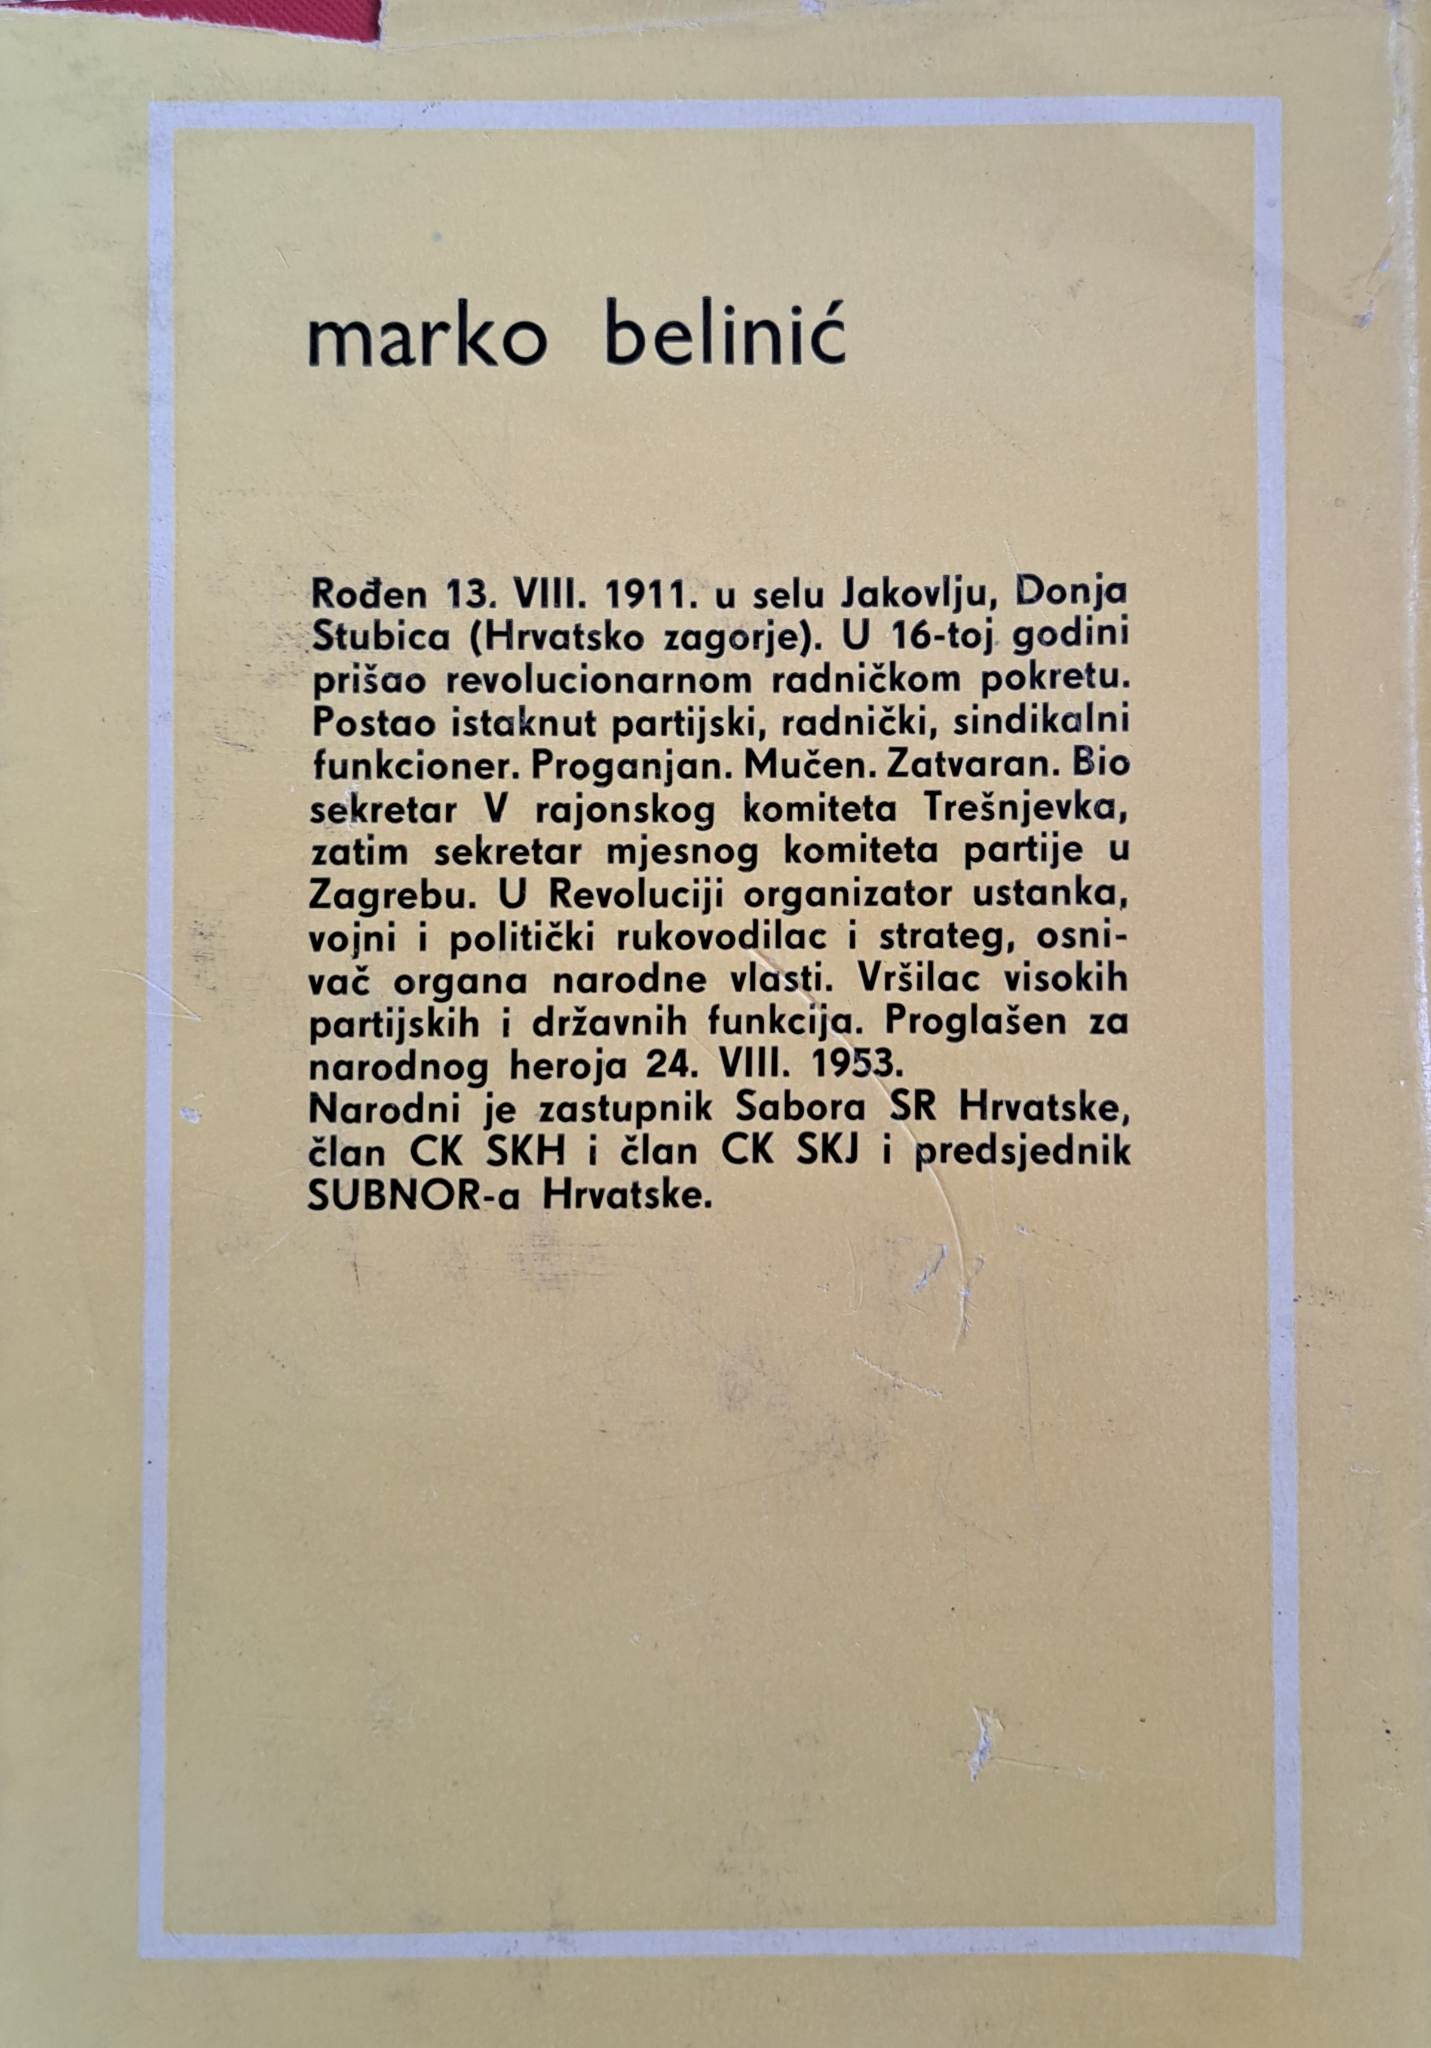 marko belinić
Rođen 13. VIII. 1911. u selu Jakovlju, Donja
Stubica (Hrvatsko zagorje). U 16-toj godini
prišao revolucionarnom radničkom pokretu.
Postao istaknut partijski, radnički, sindikalni
funkcioner. Proganjan. Mučen. Zatvaran. Bio
sekretar V rajonskog komiteta Trešnjevka,
zatim sekretar mjesnog komiteta partije u
Zagrebu. U Revoluciji organizator ustanka,
vojni i politički rukovodilac i strateg, osni-
vač organa narodne vlasti. Vršilac visokih
partijskih i državnih funkcija. Proglašen za
narodnog heroja 24. VIII. 1953.
Narodni je zastupnik Sabora SR Hrvatske,
član CK SKH i član CK SKJ i predsjednik
SUBNOR-a Hrvatske.